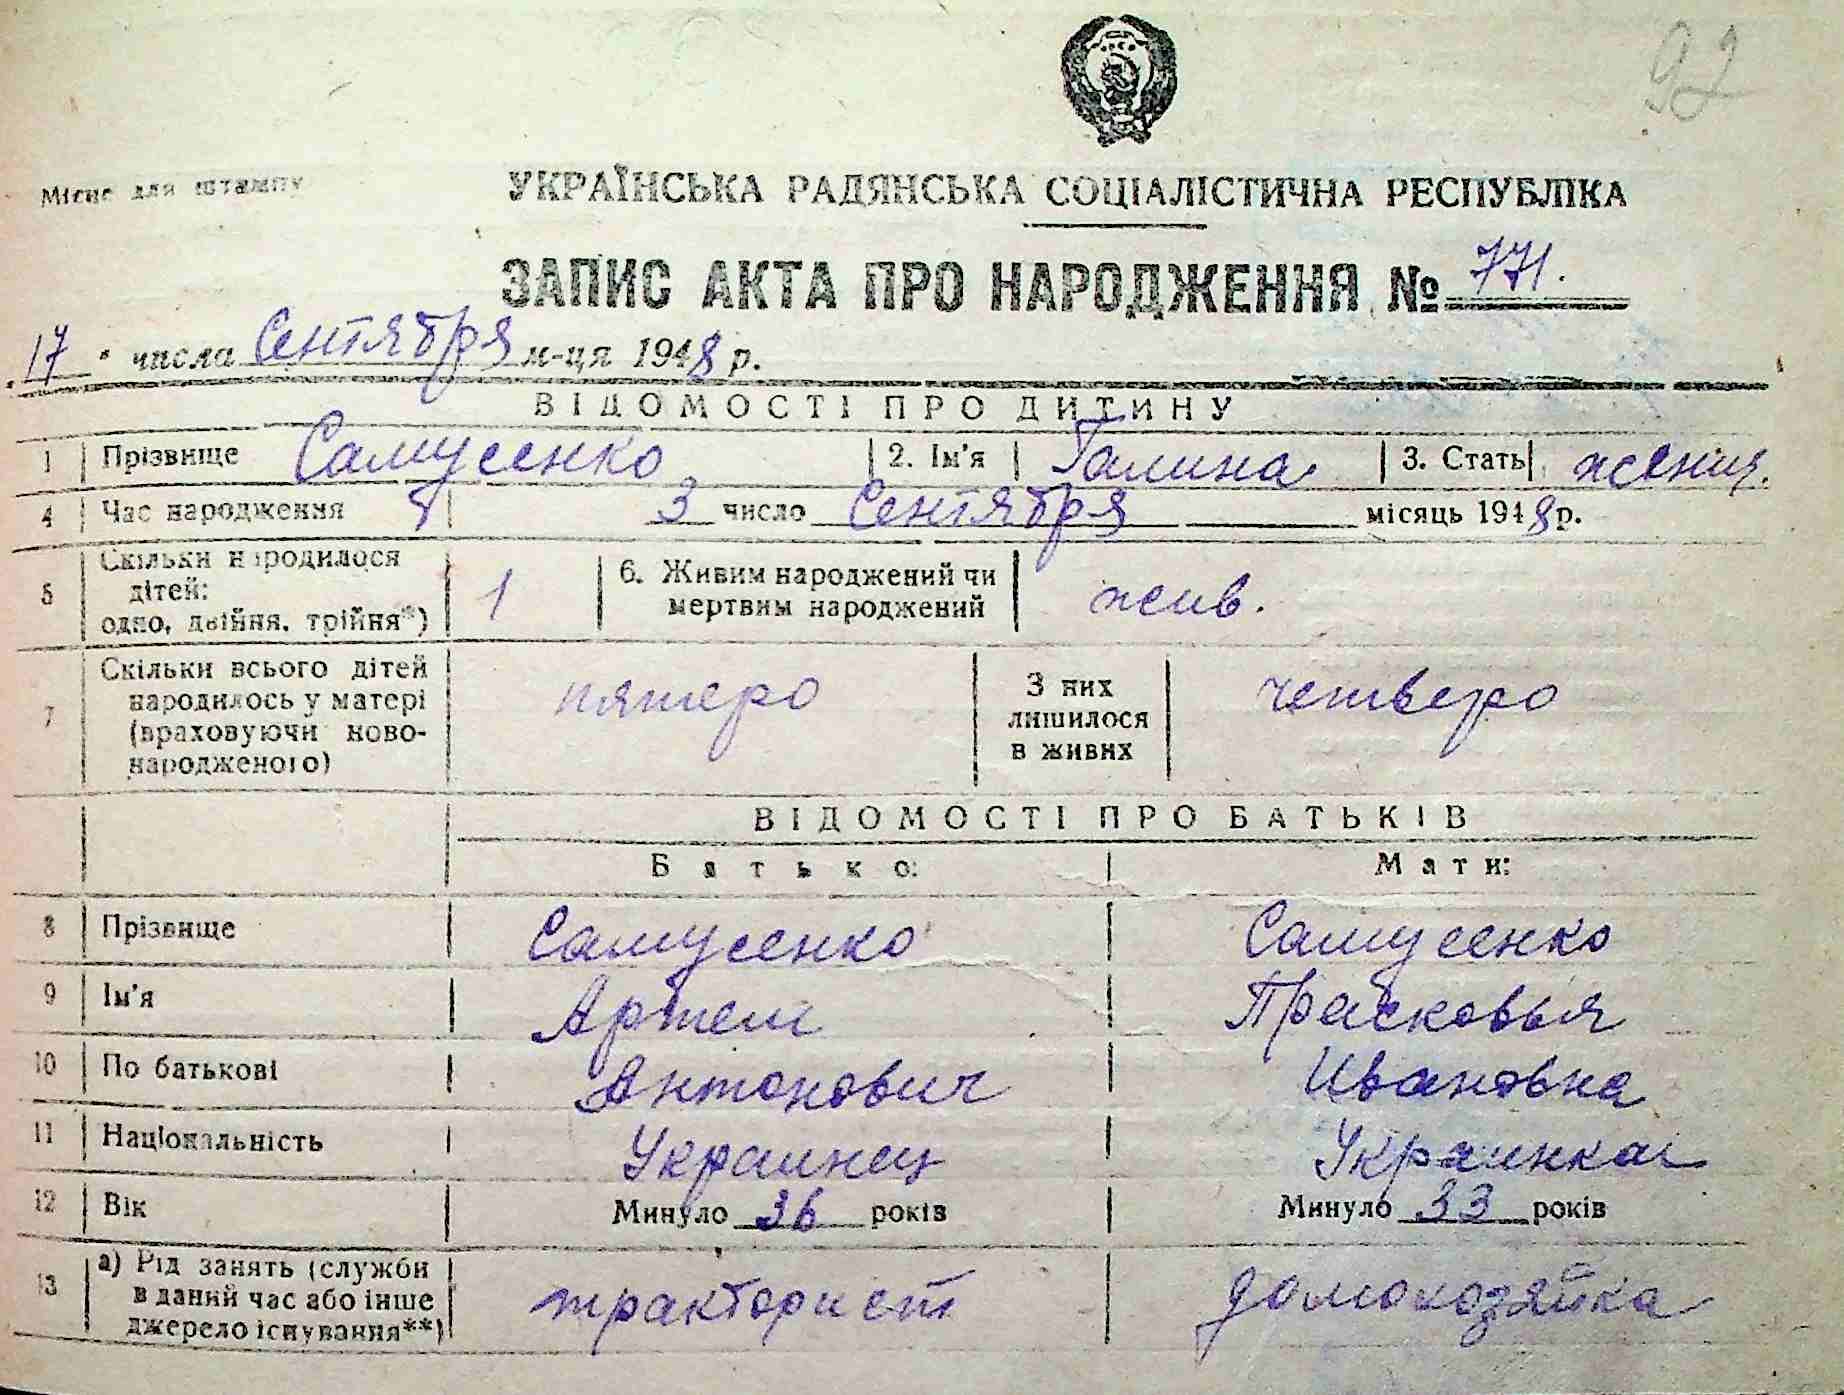 92
Місце для штампу
УКРАЇНСЬКА РАДЯНСЬКА СОЦІАЛІСТИЧНА РЕСПУБЛІКА
ЗАПИС АКТА ПРО НАРОДЖЕННЯ № 771.
17 " числа Сентября м-ця 1948 р.
ВІДОМОСТІ ПРО ДИТИНУ
1 Прізвище Самусенко 2. Ім'я Галина 3. Стать женщ.
4 Час народження 3 число Сентября місяць 1948 р.
5 Скільки народилося дітей: одно, двійня, трійня*) 1 6. Живим народжений чи мертвим народжений жив.
7 Скільки всього дітей народилось у матері (враховуючи новонародженого) пятеро З них лишилося в живих четверо
ВІДОМОСТІ ПРО БАТЬКІВ
Батько: Мати:
8 Прізвище Самусенко Самусенко
9 Ім'я Артем Прасковья
10 По батькові Антонович Ивановна
11 Національність Украинец Украинка
12 Вік Минуло 36 років Минуло 33 років
13 а) Рід занять (служби в даний час або інше джерело існування**) тракторист домохозяйка